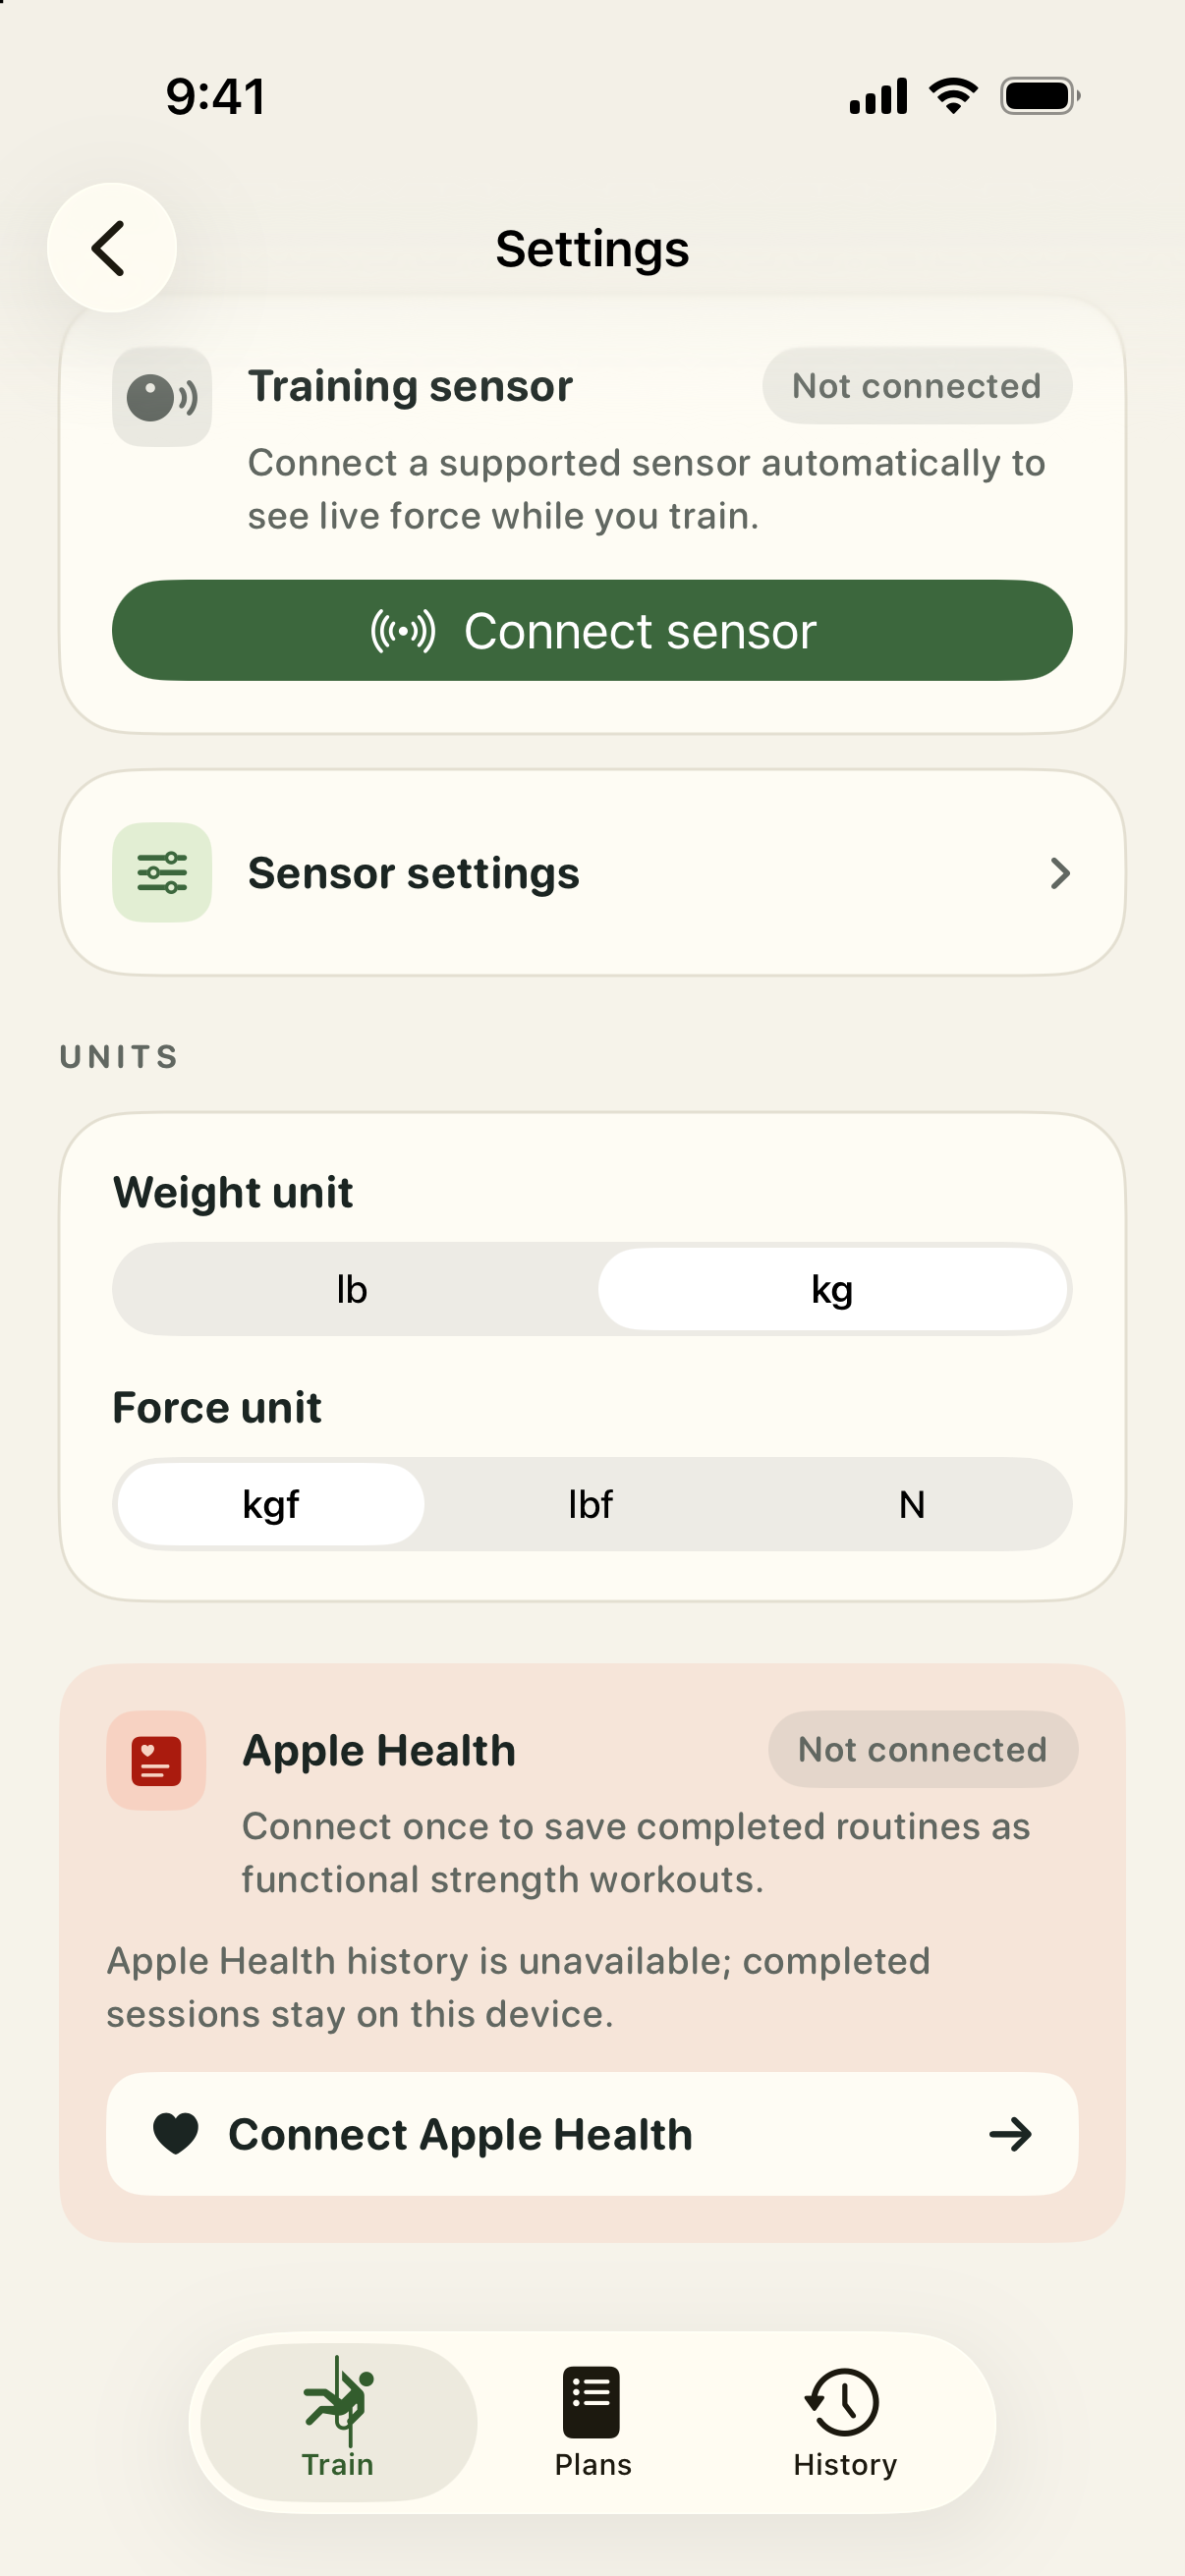 9:41
Settings
Training sensor
Not connected
Connect a supported sensor automatically to
see live force while you train.
Connect sensor
Sensor settings
UNITS
Weight unit
lb
kg
Force unit
kgf
lbf
N
Apple Health
Not connected
Connect once to save completed routines as
functional strength workouts.
Apple Health history is unavailable; completed
sessions stay on this device.
Connect Apple Health
Train
Plans
History